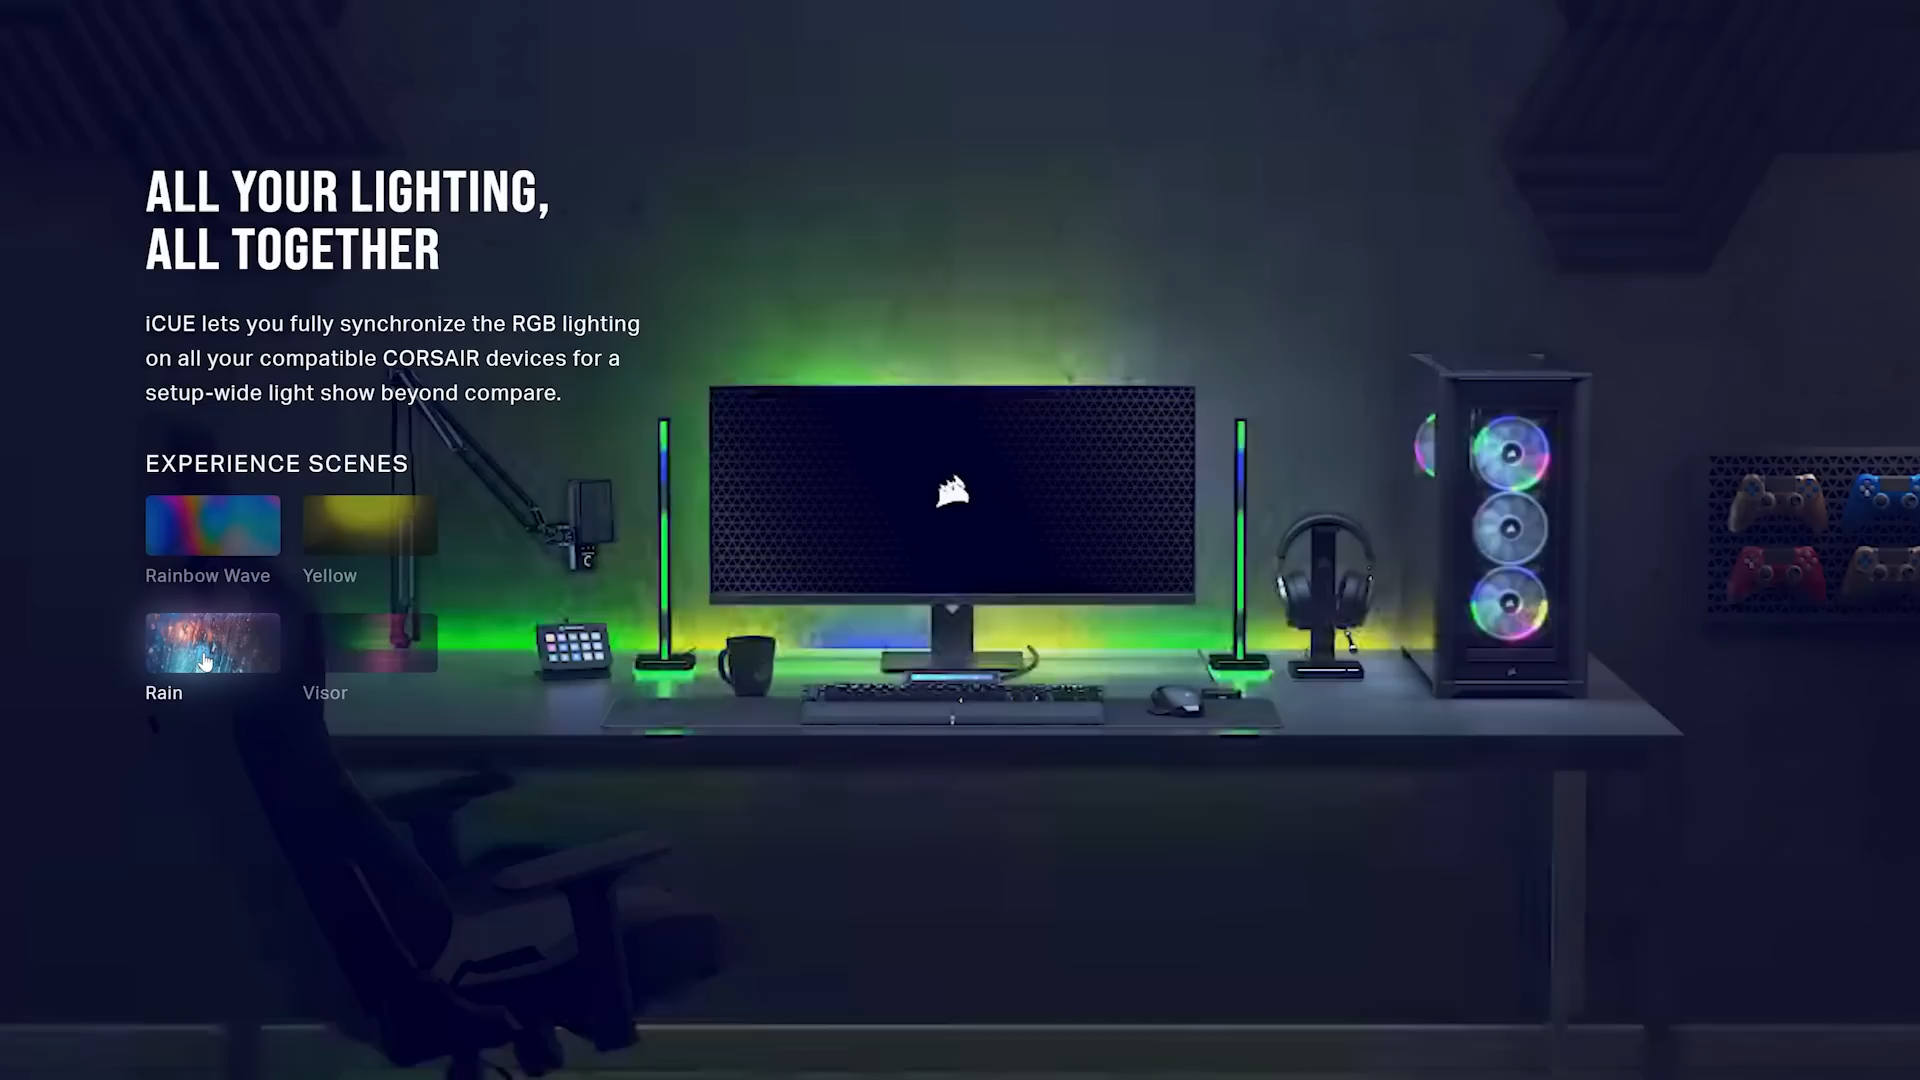 ALL YOUR LIGHTING,
ALL TOGETHER
iCUE lets you fully synchronize the RGB lighting
on all your compatible CORSAIR devices for a
setup-wide light show beyond compare.
EXPERIENCE SCENES
Rainbow Wave
Yellow
Rain
Visor